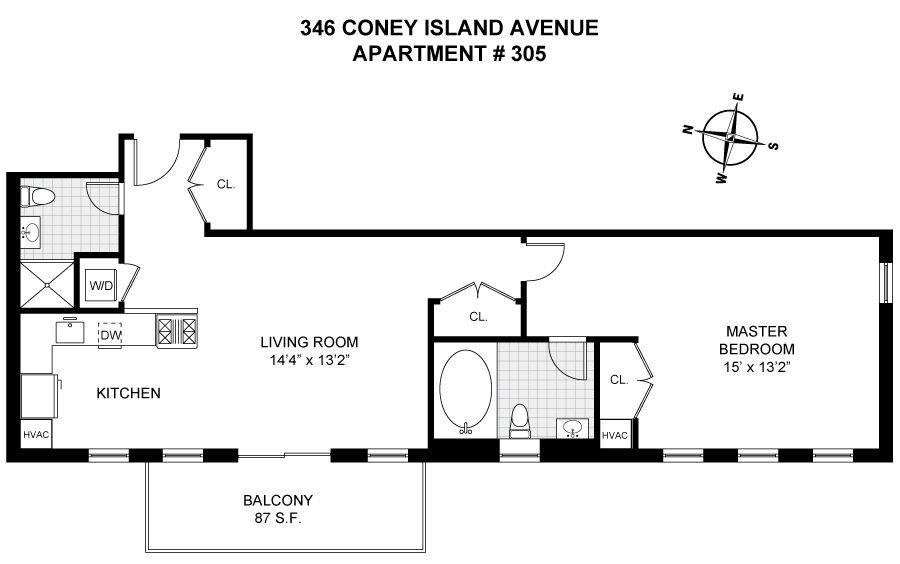 346 CONEY ISLAND AVENUE
APARTMENT # 305
E
N
S
W
CL.
W/D
CL.
DW
LIVING ROOM
14'4” x 13'2”
MASTER
BEDROOM
15' x 13'2”
CL.
KITCHEN
HVAC
HVAC
BALCONY
87 S.F.